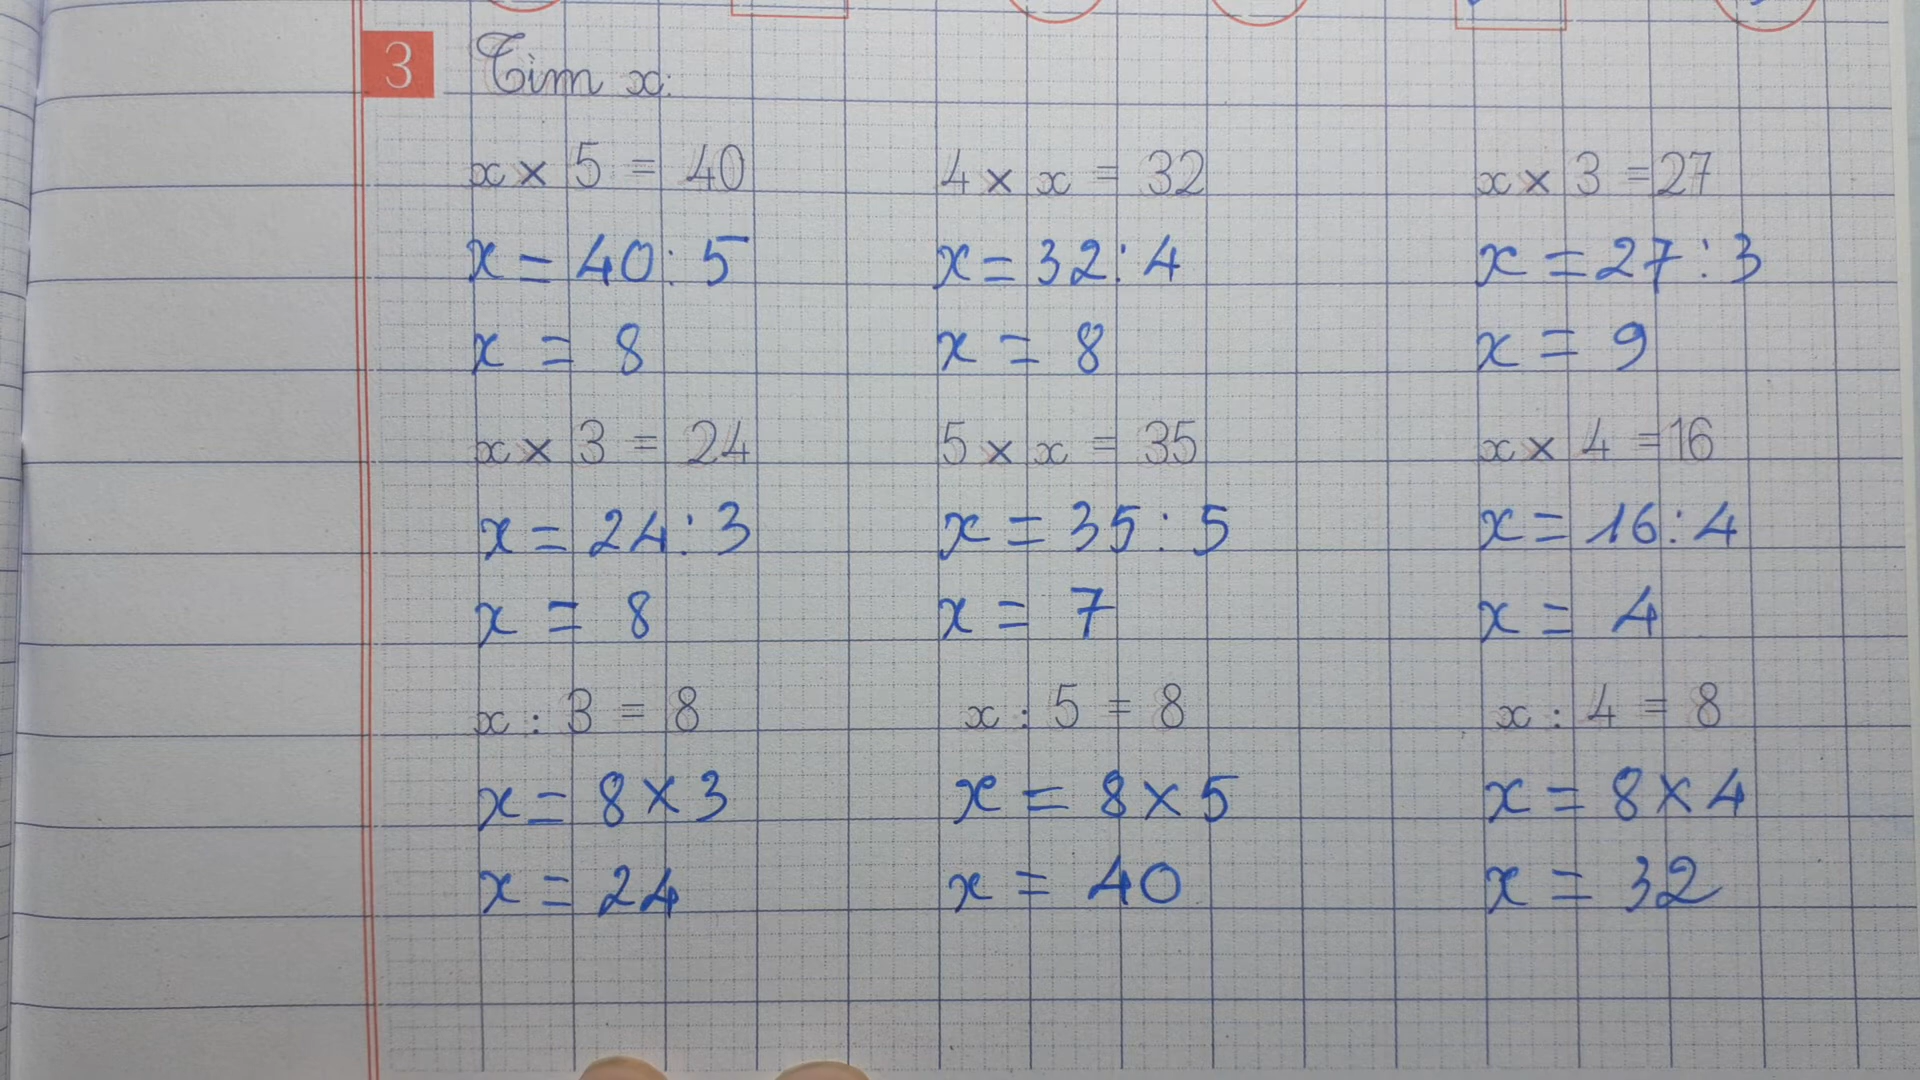 3 Tìm x:
x × 5 = 40 4 × x = 32 x × 3 = 27
x = 40 : 5 x = 32 : 4 x = 27 : 3
x = 8 x = 8 x = 9
x × 3 = 24 5 × x = 35 x × 4 = 16
x = 24 : 3 x = 35 : 5 x = 16 : 4
x = 8 x = 7 x = 4
x : 3 = 8 x : 5 = 8 x : 4 = 8
x = 8 × 3 x = 8 × 5 x = 8 × 4
x = 24 x = 40 x = 32